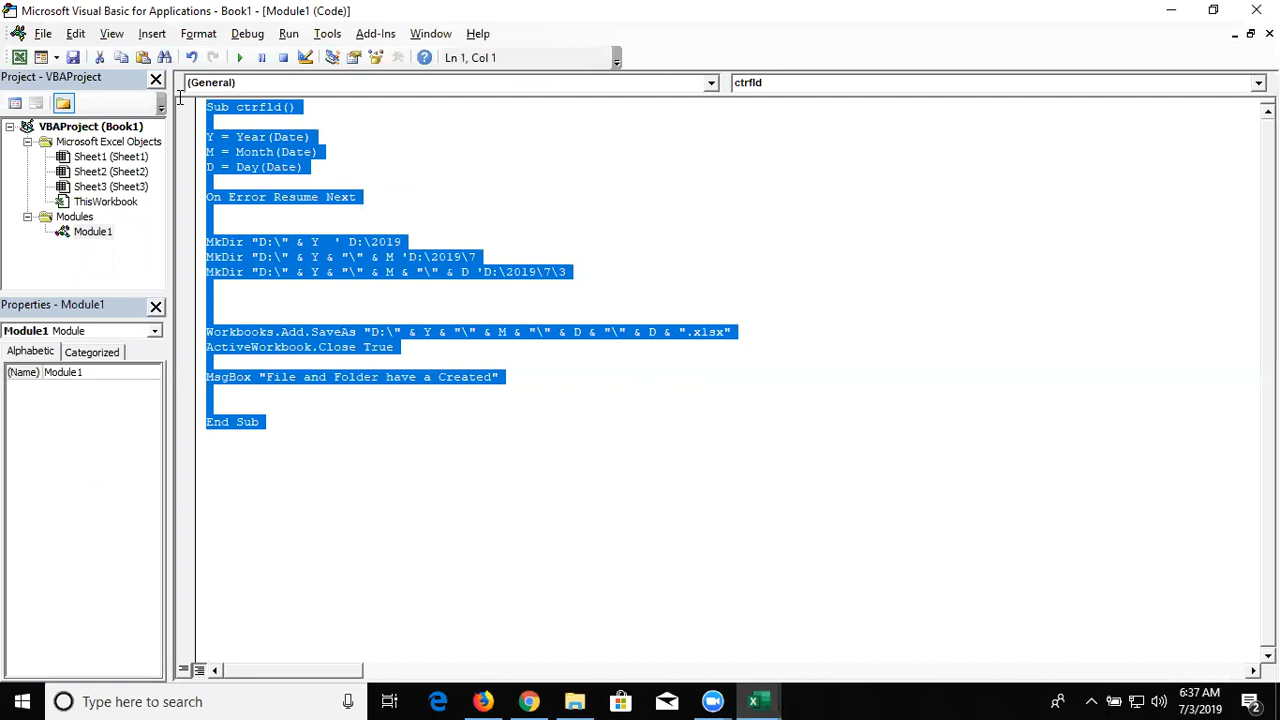 Microsoft Visual Basic for Applications - Book1 - [Module1 (Code)]
File Edit View Insert Format Debug Run Tools Add-Ins Window Help
Ln 1, Col 1
Project - VBAProject
(General)
ctrfld
VBAProject (Book1)
Microsoft Excel Objects
Sheet1 (Sheet1)
Sheet2 (Sheet2)
Sheet3 (Sheet3)
ThisWorkbook
Modules
Module1
Properties - Module1
Module1 Module
Alphabetic Categorized
(Name) Module1
Sub ctrfld()
Y = Year(Date)
M = Month(Date)
D = Day(Date)
On Error Resume Next
MkDir "D:\" & Y  ' D:\2019
MkDir "D:\" & Y & "\" & M 'D:\2019\7
MkDir "D:\" & Y & "\" & M & "\" & D 'D:\2019\7\3
Workbooks.Add.SaveAs "D:\" & Y & "\" & M & "\" & D & "\" & D & ".xlsx"
ActiveWorkbook.Close True
MsgBox "File and Folder have a Created"
End Sub
Type here to search
6:37 AM
7/3/2019
2